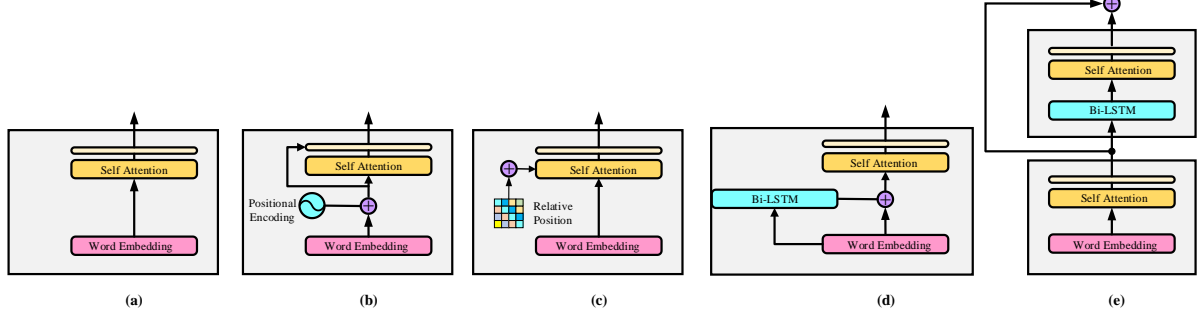 Self Attention
Word Embedding
(a)
Self Attention
Positional
Encoding
Word Embedding
(b)
Self Attention
Relative
Position
Word Embedding
(c)
Self Attention
Bi-LSTM
Word Embedding
(d)
Self Attention
Bi-LSTM
Self Attention
Word Embedding
(e)